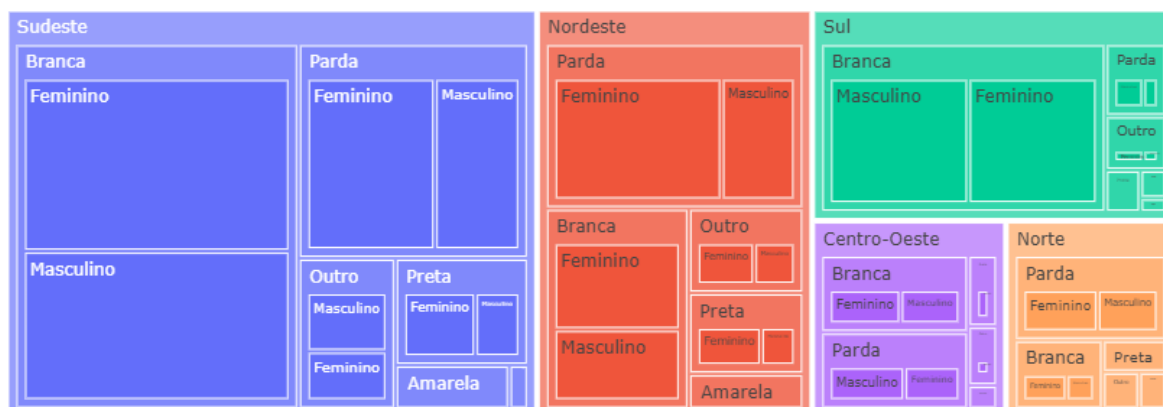 Sudeste
Branca
Feminino
Masculino
Parda
Feminino
Masculino
Outro
Masculino
Feminino
Preta
Feminino
Masculino
Amarela
Nordeste
Parda
Feminino
Masculino
Branca
Feminino
Masculino
Outro
Feminino
Masculino
Preta
Feminino
Amarela
Sul
Branca
Masculino
Feminino
Parda
Outro
Centro-Oeste
Branca
Feminino
Masculino
Parda
Masculino
Feminino
Norte
Parda
Feminino
Masculino
Branca
Feminino
Preta